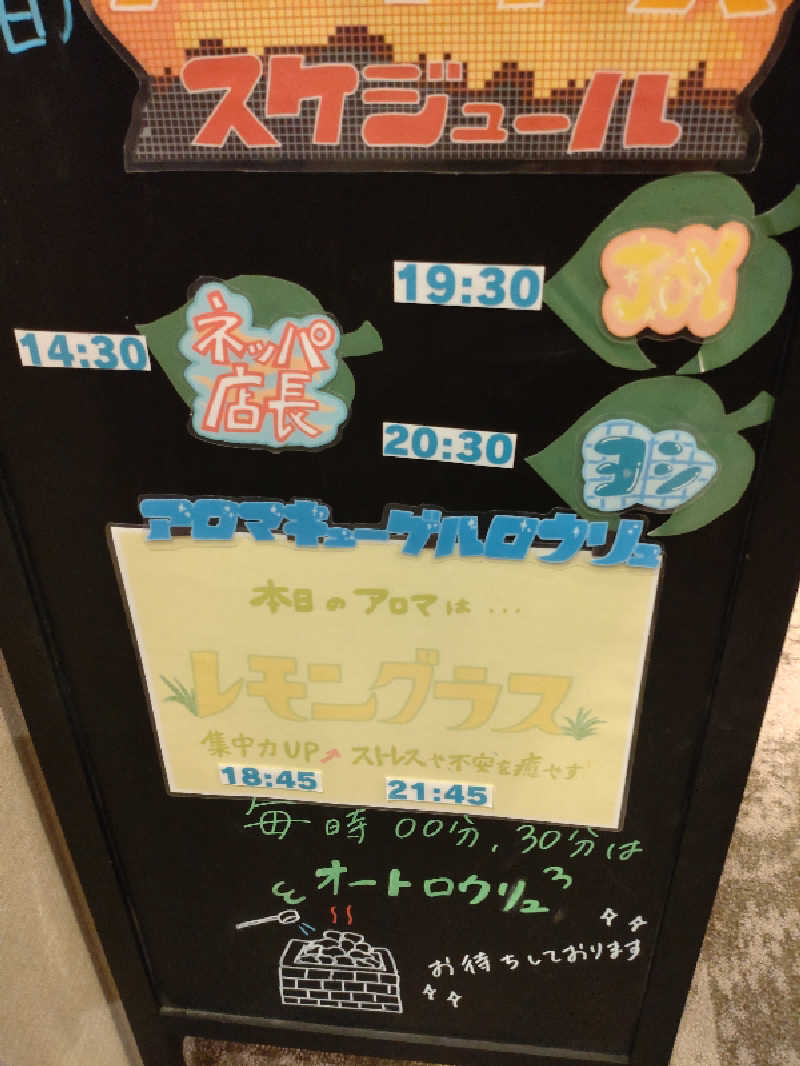 スケジュール
19:30 JOY
14:30 ネッパ店長
20:30 ヨシ
アロマキューゲルロウリュ
本日のアロマは...
レモングラス
集中力UP↗ ストレスや不安を癒やす
18:45 21:45
毎時00分、30分は
オートロウリュ
お待ちしております